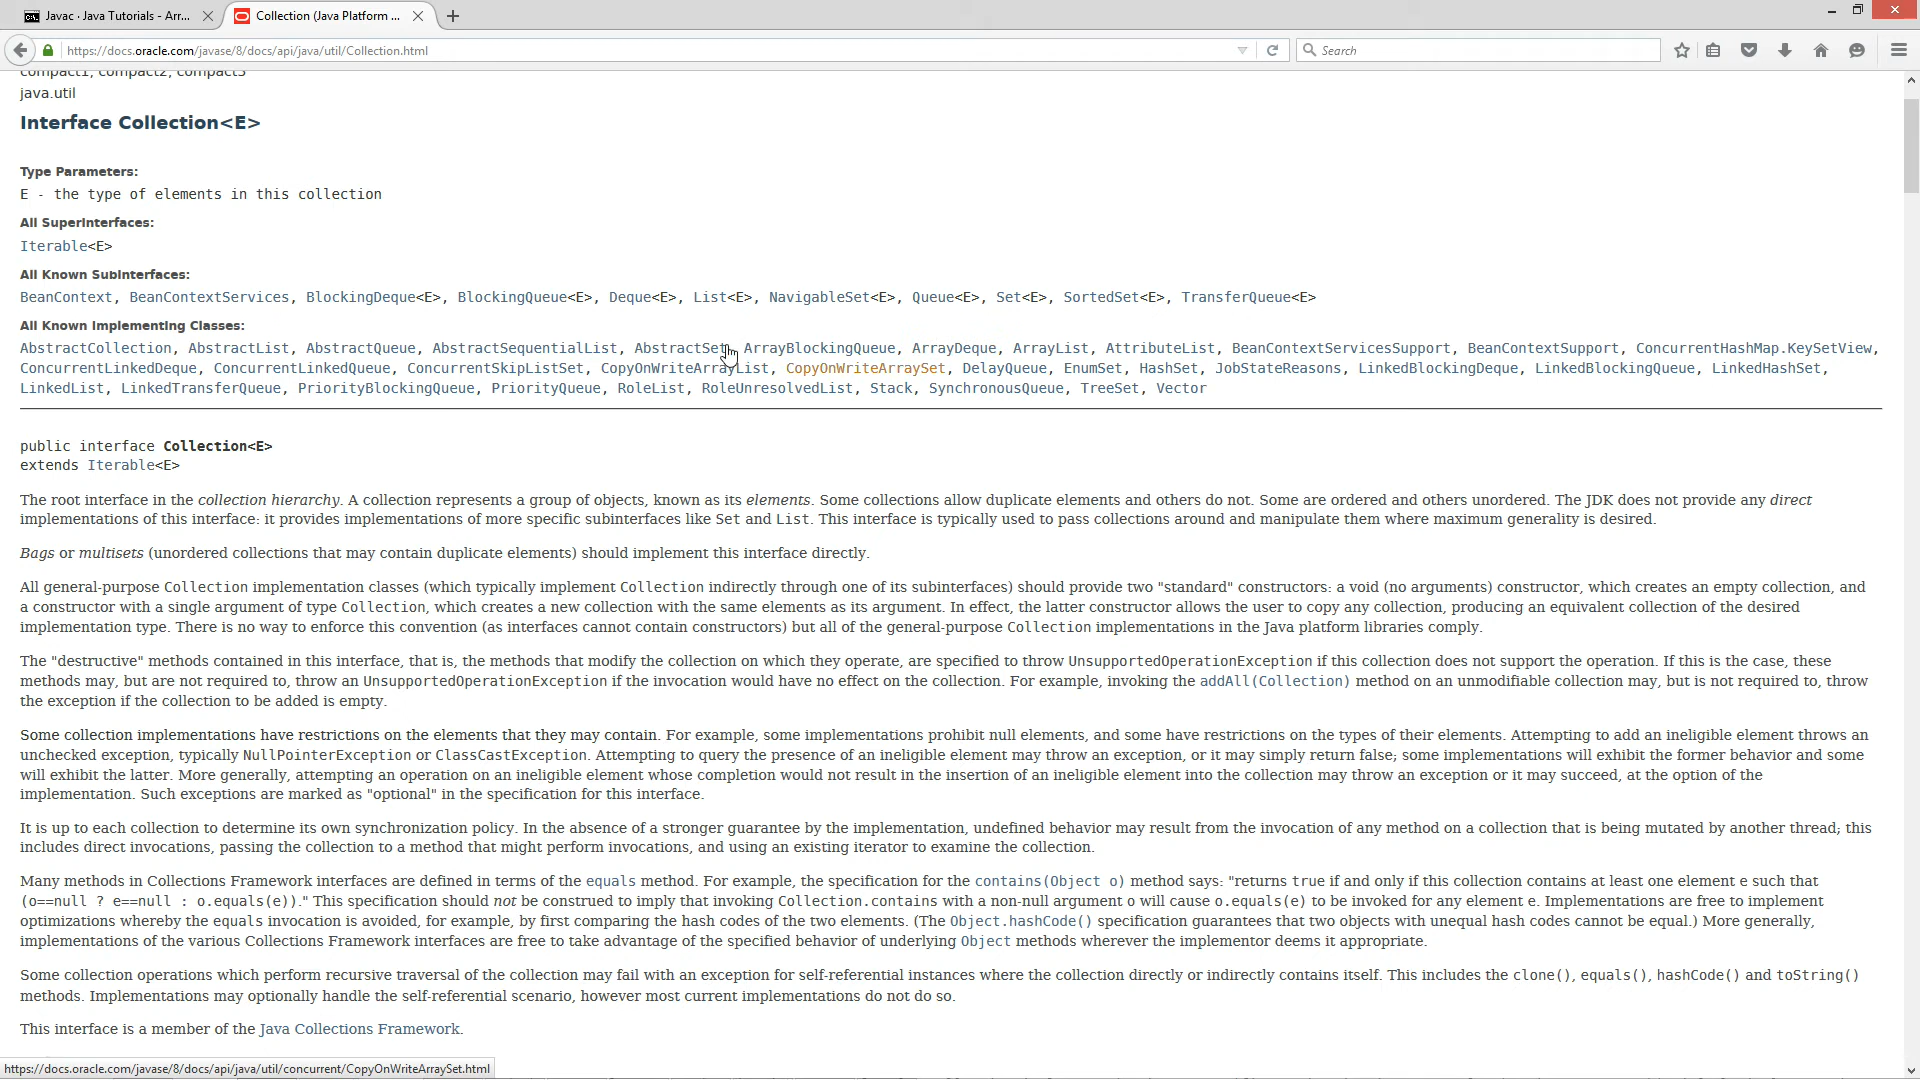 Javac · Java Tutorials - Arr...
Collection (Java Platform ...
https://docs.oracle.com/javase/8/docs/api/java/util/Collection.html
Search
compact1, compact2, compact3
java.util
Interface Collection<E>
Type Parameters:
E - the type of elements in this collection
All Superinterfaces:
Iterable<E>
All Known Subinterfaces:
BeanContext, BeanContextServices, BlockingDeque<E>, BlockingQueue<E>, Deque<E>, List<E>, NavigableSet<E>, Queue<E>, Set<E>, SortedSet<E>, TransferQueue<E>
All Known Implementing Classes:
AbstractCollection, AbstractList, AbstractQueue, AbstractSequentialList, AbstractSet, ArrayBlockingQueue, ArrayDeque, ArrayList, AttributeList, BeanContextServicesSupport, BeanContextSupport, ConcurrentHashMap.KeySetView,
ConcurrentLinkedDeque, ConcurrentLinkedQueue, ConcurrentSkipListSet, CopyOnWriteArrayList, CopyOnWriteArraySet, DelayQueue, EnumSet, HashSet, JobStateReasons, LinkedBlockingDeque, LinkedBlockingQueue, LinkedHashSet,
LinkedList, LinkedTransferQueue, PriorityBlockingQueue, PriorityQueue, RoleList, RoleUnresolvedList, Stack, SynchronousQueue, TreeSet, Vector
public interface Collection<E>
extends Iterable<E>
The root interface in the collection hierarchy. A collection represents a group of objects, known as its elements. Some collections allow duplicate elements and others do not. Some are ordered and others unordered. The JDK does not provide any direct
implementations of this interface: it provides implementations of more specific subinterfaces like Set and List. This interface is typically used to pass collections around and manipulate them where maximum generality is desired.
Bags or multisets (unordered collections that may contain duplicate elements) should implement this interface directly.
All general-purpose Collection implementation classes (which typically implement Collection indirectly through one of its subinterfaces) should provide two "standard" constructors: a void (no arguments) constructor, which creates an empty collection, and
a constructor with a single argument of type Collection, which creates a new collection with the same elements as its argument. In effect, the latter constructor allows the user to copy any collection, producing an equivalent collection of the desired
implementation type. There is no way to enforce this convention (as interfaces cannot contain constructors) but all of the general-purpose Collection implementations in the Java platform libraries comply.
The "destructive" methods contained in this interface, that is, the methods that modify the collection on which they operate, are specified to throw UnsupportedOperationException if this collection does not support the operation. If this is the case, these
methods may, but are not required to, throw an UnsupportedOperationException if the invocation would have no effect on the collection. For example, invoking the addAll(Collection) method on an unmodifiable collection may, but is not required to, throw
the exception if the collection to be added is empty.
Some collection implementations have restrictions on the elements that they may contain. For example, some implementations prohibit null elements, and some have restrictions on the types of their elements. Attempting to add an ineligible element throws an
unchecked exception, typically NullPointerException or ClassCastException. Attempting to query the presence of an ineligible element may throw an exception, or it may simply return false; some implementations will exhibit the former behavior and some
will exhibit the latter. More generally, attempting an operation on an ineligible element whose completion would not result in the insertion of an ineligible element into the collection may throw an exception or it may succeed, at the option of the
implementation. Such exceptions are marked as "optional" in the specification for this interface.
It is up to each collection to determine its own synchronization policy. In the absence of a stronger guarantee by the implementation, undefined behavior may result from the invocation of any method on a collection that is being mutated by another thread; this
includes direct invocations, passing the collection to a method that might perform invocations, and using an existing iterator to examine the collection.
Many methods in Collections Framework interfaces are defined in terms of the equals method. For example, the specification for the contains(Object o) method says: "returns true if and only if this collection contains at least one element e such that
(o==null ? e==null : o.equals(e))." This specification should not be construed to imply that invoking Collection.contains with a non-null argument o will cause o.equals(e) to be invoked for any element e. Implementations are free to implement
optimizations whereby the equals invocation is avoided, for example, by first comparing the hash codes of the two elements. (The Object.hashCode() specification guarantees that two objects with unequal hash codes cannot be equal.) More generally,
implementations of the various Collections Framework interfaces are free to take advantage of the specified behavior of underlying Object methods wherever the implementor deems it appropriate.
Some collection operations which perform recursive traversal of the collection may fail with an exception for self-referential instances where the collection directly or indirectly contains itself. This includes the clone(), equals(), hashCode() and toString()
methods. Implementations may optionally handle the self-referential scenario, however most current implementations do not do so.
This interface is a member of the Java Collections Framework.
https://docs.oracle.com/javase/8/docs/api/java/util/concurrent/CopyOnWriteArraySet.html